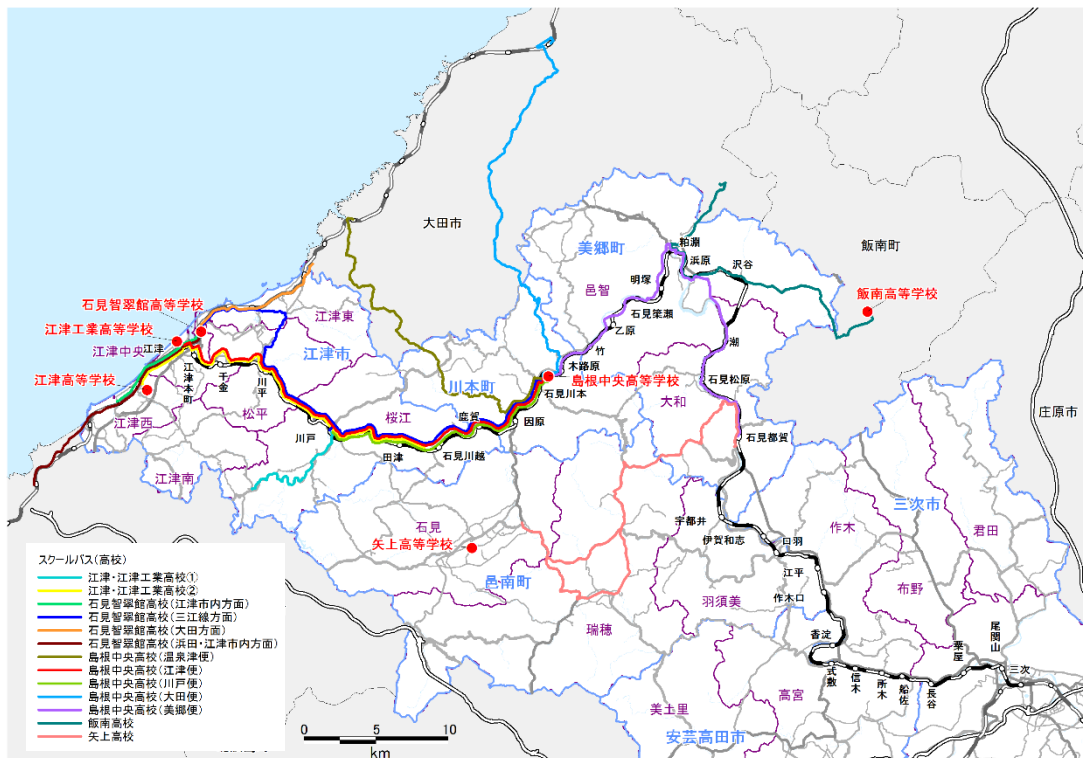 大田市
美郷町
粕淵
浜原
沢谷
飯南町
邑智
明塚
石見簗瀬
飯南高等学校
石見智翠館高等学校
江津東
江津工業高等学校
江津中央
江津
江津市
乙原
潮
竹
木路原
江津高等学校
江津本町
千金
川平
川本町
島根中央高等学校
石見川本
石見松原
大和
庄原市
江津西
松平
桜江
鹿賀
因原
川戸
田津
石見川越
石見都賀
江津南
三次市
石見
宇都井
作木
君田
伊賀和志
口羽
矢上高等学校
邑南町
江平
布野
羽須美
作木口
瑞穂
香淀
粟屋
尾関山
三次
式敷
信木
所木
船佐
長谷
高宮
美土里
安芸高田市
スクールバス(高校)
江津・江津工業高校①
江津・江津工業高校②
石見智翠館高校(江津市内方面)
石見智翠館高校(三江線方面)
石見智翠館高校(大田方面)
石見智翠館高校(浜田・江津市内方面)
島根中央高校(温泉津便)
島根中央高校(江津便)
島根中央高校(川戸便)
島根中央高校(大田便)
島根中央高校(美郷便)
飯南高校
矢上高校
0 5 10
km